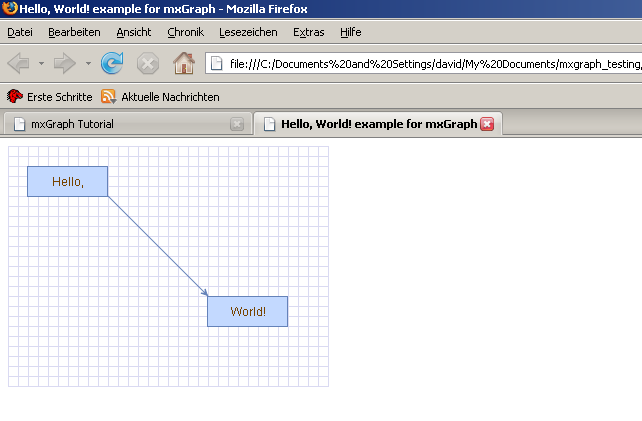 Hello, World! example for mxGraph - Mozilla Firefox
Datei Bearbeiten Ansicht Chronik Lesezeichen Extras Hilfe
file:///C:/Documents%20and%20Settings/david/My%20Documents/mxgraph_testing,
Erste Schritte Aktuelle Nachrichten
mxGraph Tutorial Hello, World! example for mxGraph
Hello,
World!